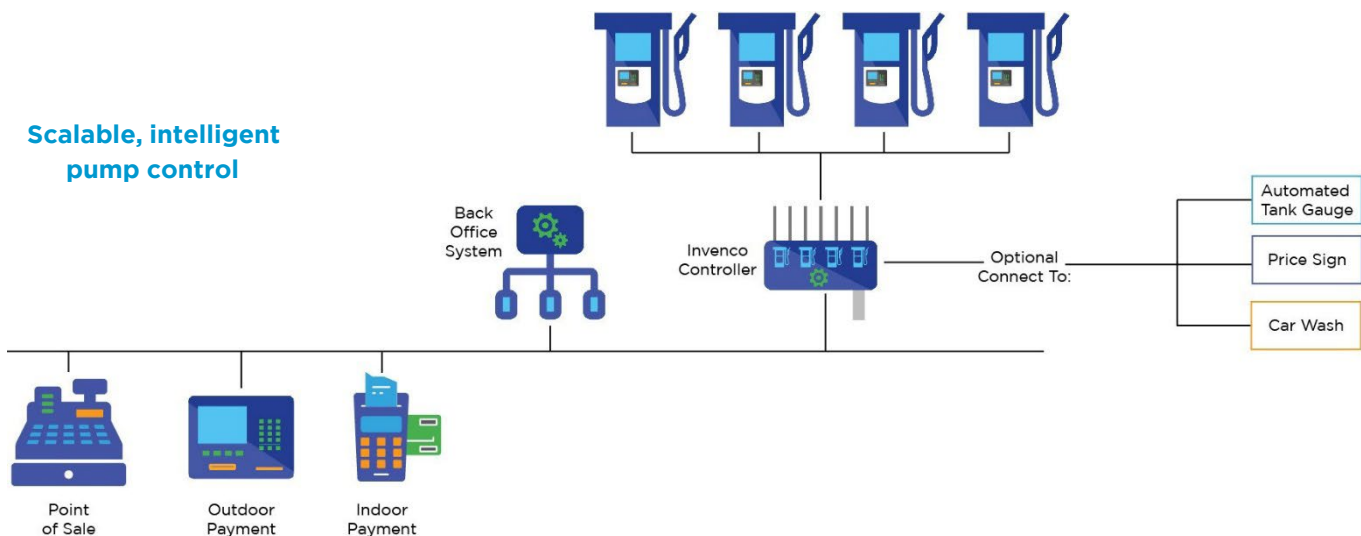 Scalable, intelligent
pump control
Back
Office
System
Invenco
Controller
Optional
Connect To:
Automated
Tank Gauge
Price Sign
Car Wash
Point
of Sale
Outdoor
Payment
Indoor
Payment